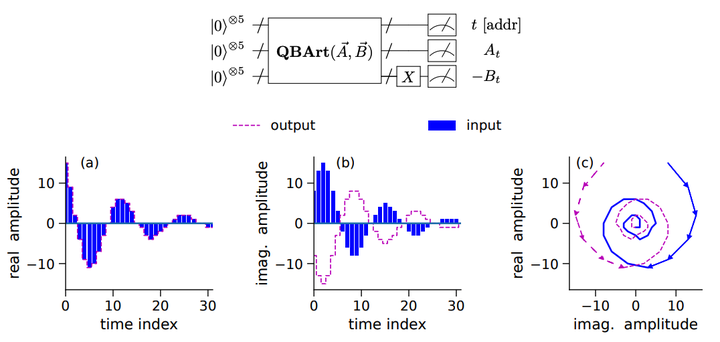 |0⟩⊗5 t [addr]
|0⟩⊗5 QBArt(A⃗, B⃗) A_t
|0⟩⊗5 X −B_t
output input
(a) (b) (c)
real amplitude
10
0
−10
0 10 20 30
time index
imag. amplitude
10
0
−10
0 10 20 30
time index
real amplitude
10
0
−10
−10 0 10
imag. amplitude